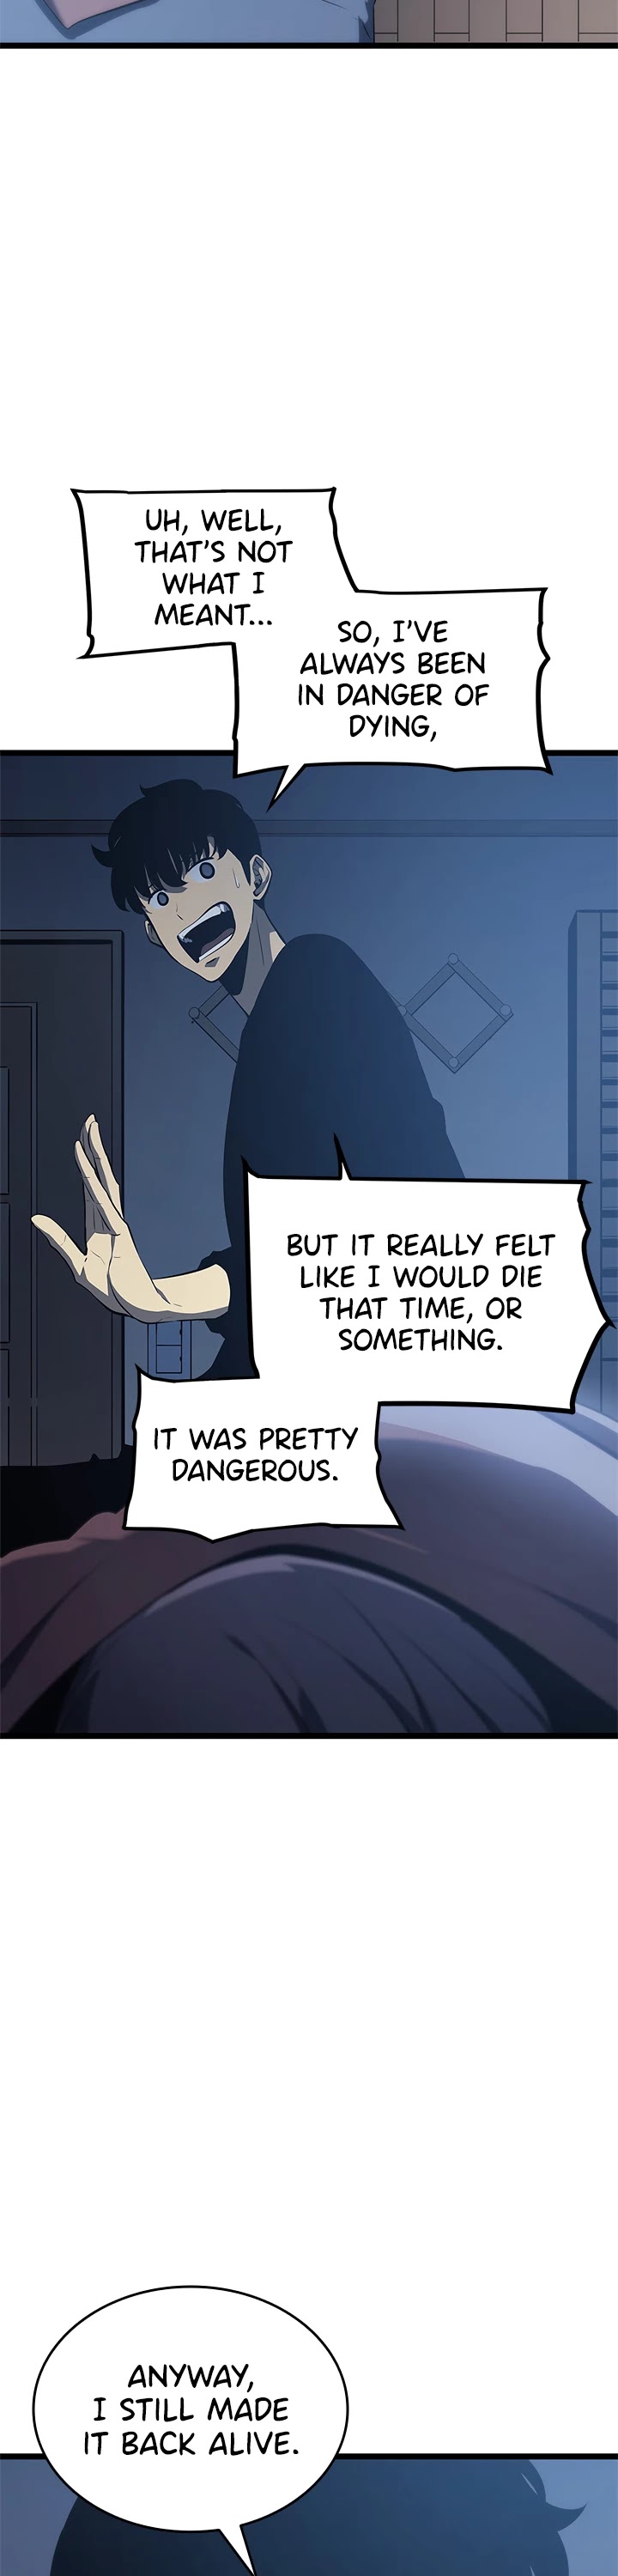 UH, WELL,
THAT'S NOT
WHAT I
MEANT...
SO, I'VE
ALWAYS BEEN
IN DANGER OF
DYING,
BUT IT REALLY FELT
LIKE I WOULD DIE
THAT TIME, OR
SOMETHING.
IT WAS PRETTY
DANGEROUS.
ANYWAY,
I STILL MADE
IT BACK ALIVE.